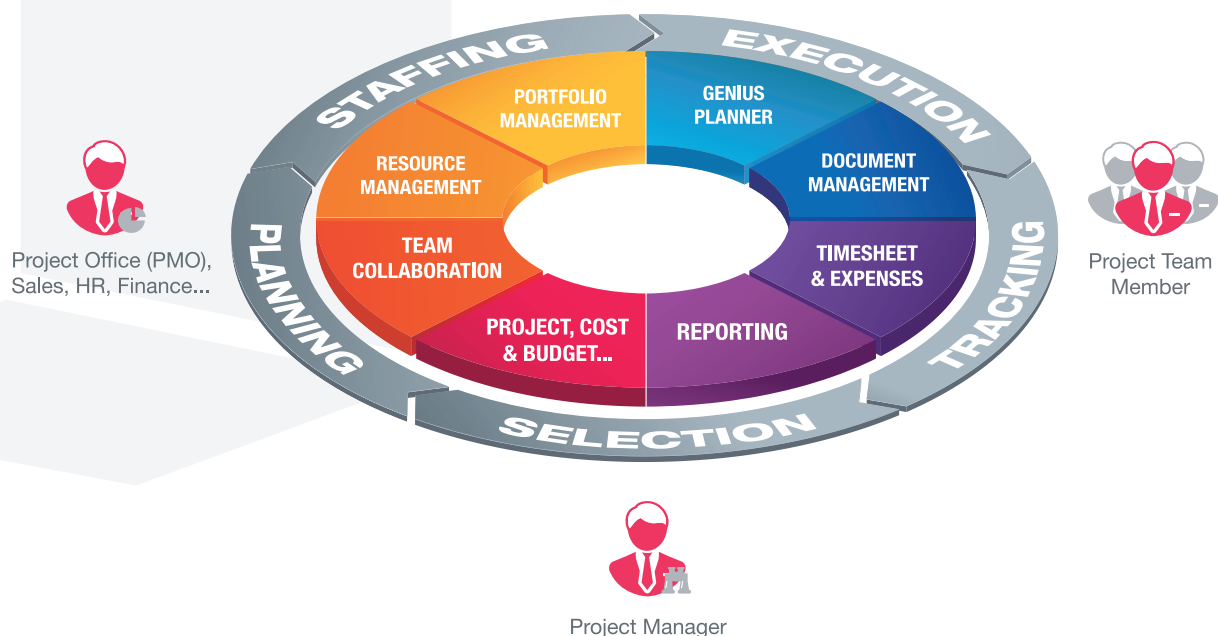 STAFFING
EXECUTION
PORTFOLIO
MANAGEMENT
GENIUS
PLANNER
RESOURCE
MANAGEMENT
DOCUMENT
MANAGEMENT
PLANNING
TEAM
COLLABORATION
TIMESHEET
& EXPENSES
TRACKING
Project Office (PMO),
Sales, HR, Finance...
Project Team
Member
PROJECT, COST
& BUDGET...
REPORTING
SELECTION
Project Manager